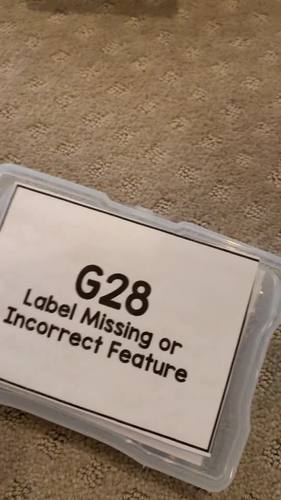 G28
Label Missing or
Incorrect Feature